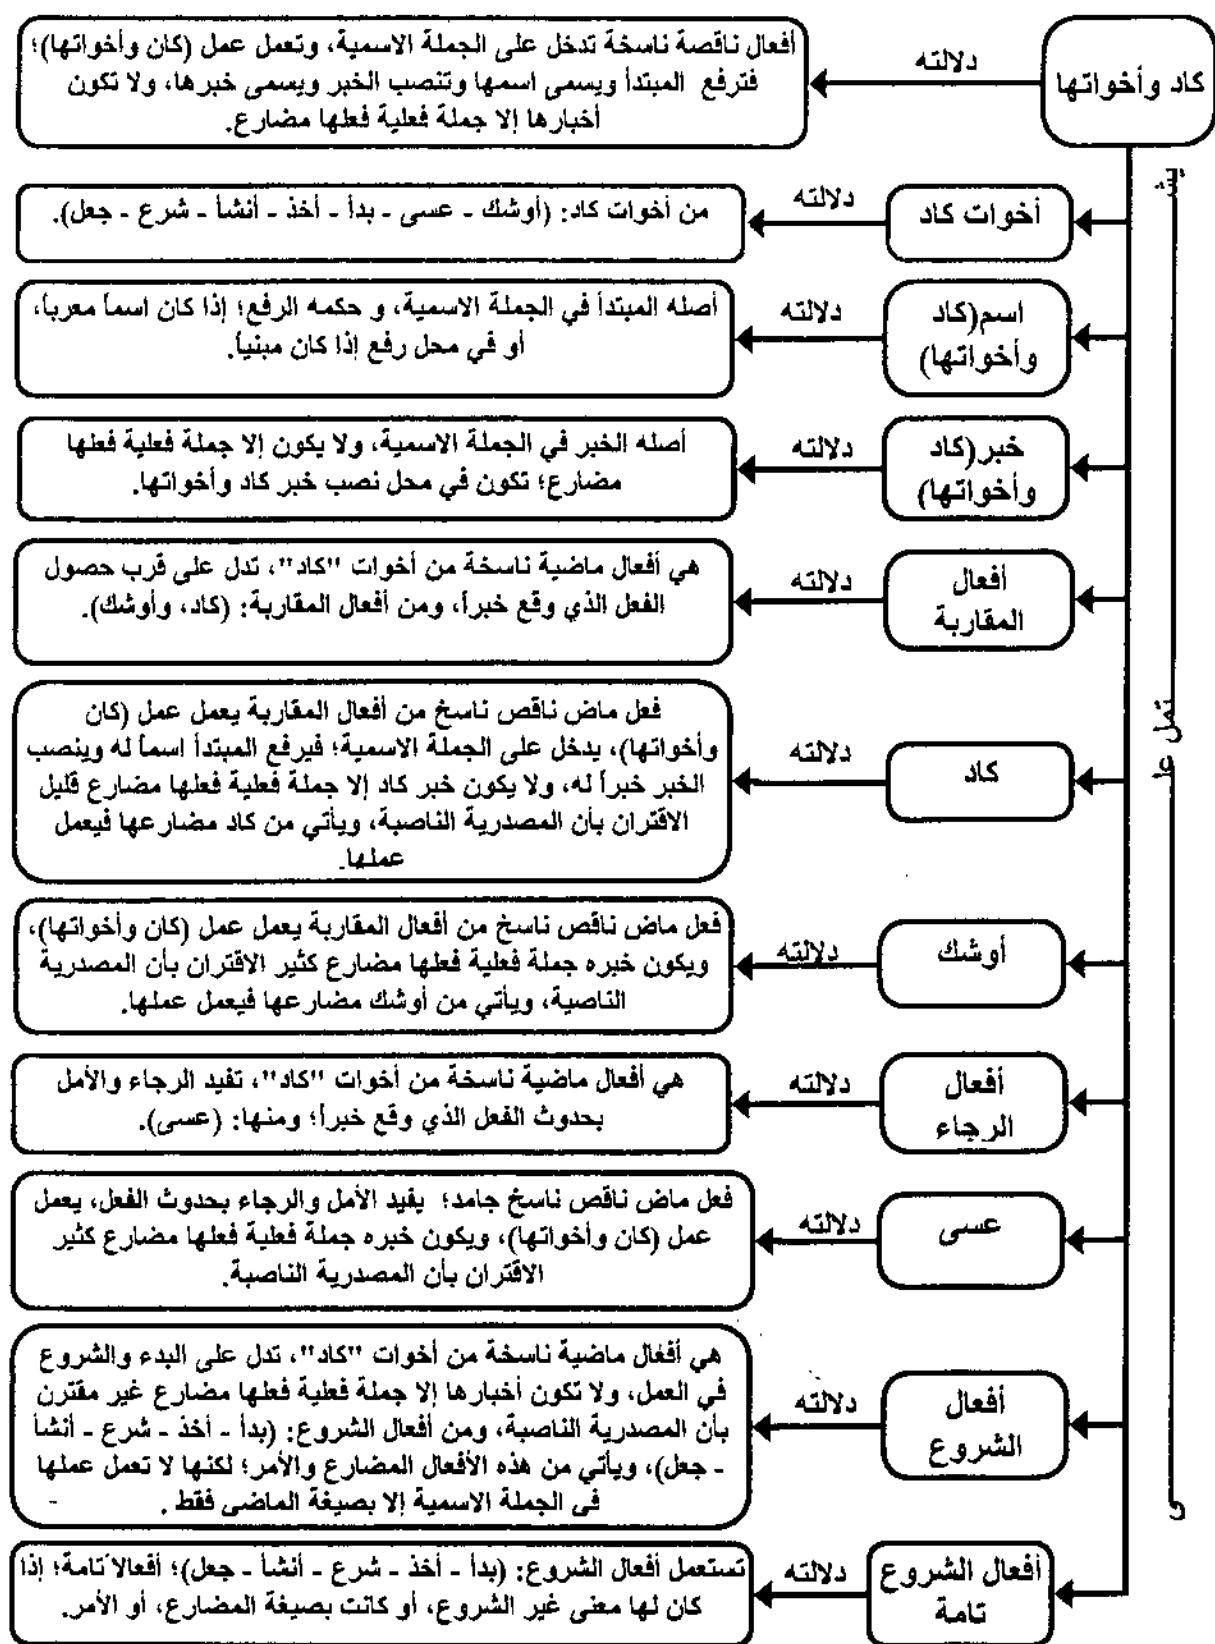 كاد وأخواتها
دلالته
أفعال ناقصة ناسخة تدخل على الجملة الاسمية، وتعمل عمل (كان وأخواتها)؛
فترفع المبتدأ ويسمى اسمها وتنصب الخبر ويسمى خبرها، ولا تكون
أخبارها إلا جملة فعلية فعلها مضارع.
يشـ
تمل علـ
ى
أخوات كاد
دلالته
من أخوات كاد: (أوشك - عسى - بدأ - أخذ - أنشأ - شرع - جعل).
اسم(كاد
وأخواتها)
دلالته
أصله المبتدأ في الجملة الاسمية، و حكمه الرفع؛ إذا كان اسماً معرباً،
أو في محل رفع إذا كان مبنياً.
خبر(كاد
وأخواتها)
دلالته
أصله الخبر في الجملة الاسمية، ولا يكون إلا جملة فعلية فعلها
مضارع؛ تكون في محل نصب خبر كاد وأخواتها.
أفعال
المقاربة
دلالته
هي أفعال ماضية ناسخة من أخوات "كاد"، تدل على قرب حصول
الفعل الذي وقع خبراً، ومن أفعال المقاربة: (كاد، وأوشك).
كاد
دلالته
فعل ماض ناقص ناسخ من أفعال المقاربة يعمل عمل (كان
وأخواتها)، يدخل على الجملة الاسمية؛ فيرفع المبتدأ اسماً له وينصب
الخبر خبراً له، ولا يكون خبر كاد إلا جملة فعلية فعلها مضارع قليل
الاقتران بأن المصدرية الناصبة، ويأتي من كاد مضارعها فيعمل
عملها.
أوشك
دلالته
فعل ماض ناقص ناسخ من أفعال المقاربة يعمل عمل (كان وأخواتها)،
ويكون خبره جملة فعلية فعلها مضارع كثير الاقتران بأن المصدرية
الناصبة، ويأتي من أوشك مضارعها فيعمل عملها.
أفعال
الرجاء
دلالته
هي أفعال ماضية ناسخة من أخوات "كاد"، تفيد الرجاء والأمل
بحدوث الفعل الذي وقع خبراً؛ ومنها: (عسى).
عسى
دلالته
فعل ماض ناقص ناسخ جامد؛ يفيد الأمل والرجاء بحدوث الفعل، يعمل
عمل (كان وأخواتها)، ويكون خبره جملة فعلية فعلها مضارع كثير
الاقتران بأن المصدرية الناصبة.
أفعال
الشروع
دلالته
هي أفعال ماضية ناسخة من أخوات "كاد"، تدل على البدء والشروع
في العمل، ولا تكون أخبارها إلا جملة فعلية فعلها مضارع غير مقترن
بأن المصدرية الناصبة، ومن أفعال الشروع: (بدأ - أخذ - شرع - أنشأ
- جعل)، ويأتي من هذه الأفعال المضارع والأمر؛ لكنها لا تعمل عملها
في الجملة الاسمية إلا بصيغة الماضي فقط .
أفعال الشروع
تامة
دلالته
تستعمل أفعال الشروع: (بدأ - أخذ - شرع - أنشأ - جعل)؛ أفعالاً تامة؛ إذا
كان لها معنى غير الشروع، أو كانت بصيغة المضارع، أو الأمر.